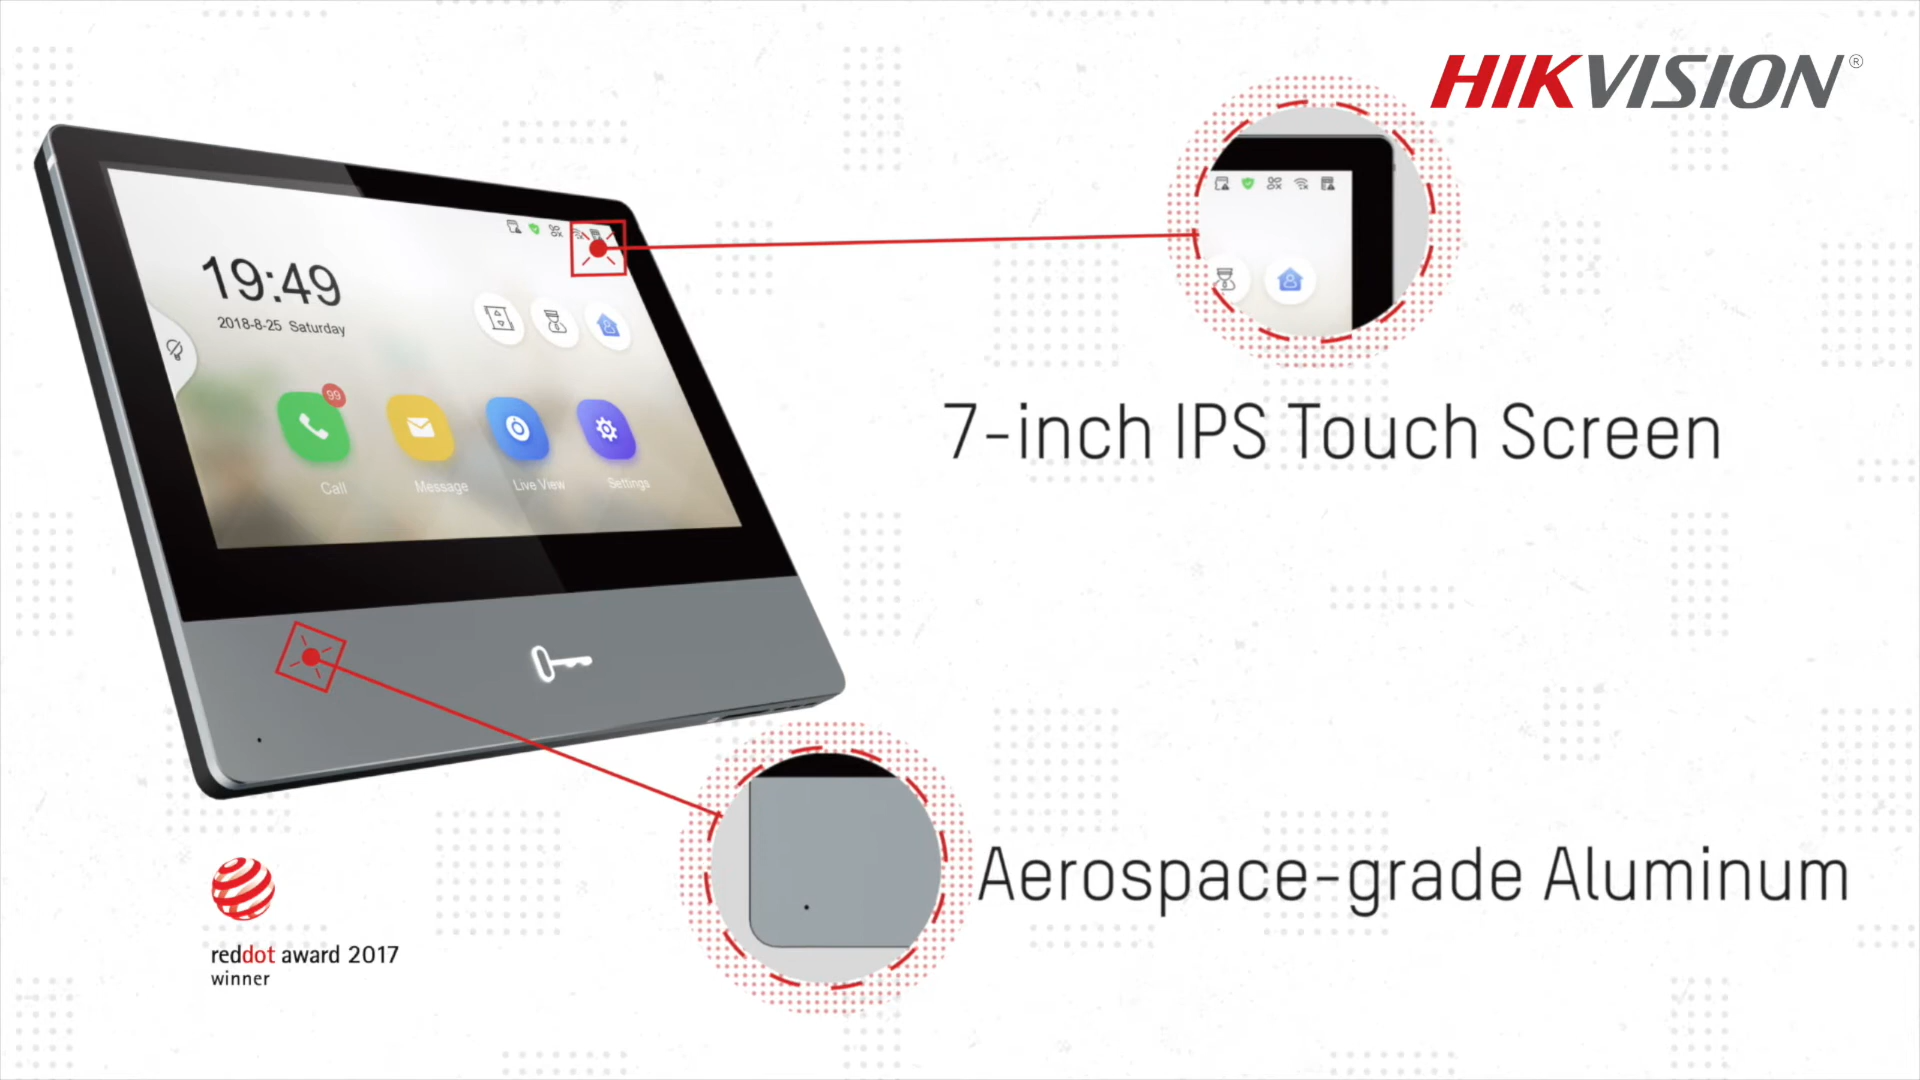 HIKVISION®
19:49
2018-8-25 Saturday
99
Call
Message
Live View
Settings
7-inch IPS Touch Screen
Aerospace-grade Aluminum
reddot award 2017
winner